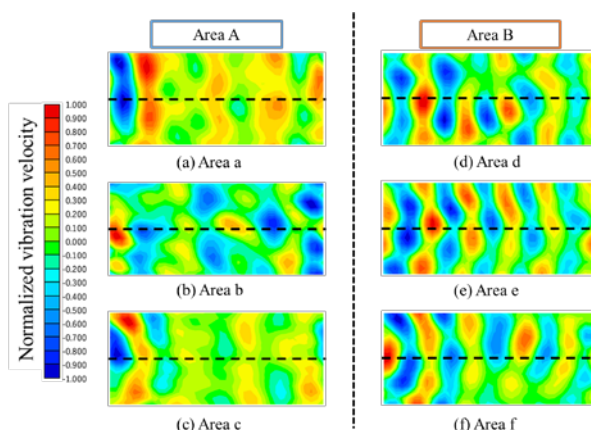 Area A
Area B
Normalized vibration velocity
1.000
0.900
0.800
0.700
0.600
0.500
0.400
0.300
0.200
0.100
0.000
-0.100
-0.200
-0.300
-0.400
-0.500
-0.600
-0.700
-0.800
-0.900
-1.000
(a) Area a
(d) Area d
(b) Area b
(e) Area e
(c) Area c
(f) Area f